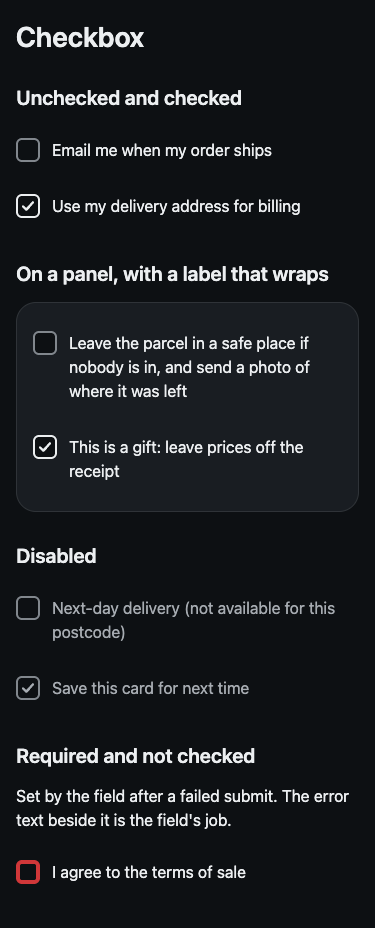 Checkbox
Unchecked and checked
Email me when my order ships
Use my delivery address for billing
On a panel, with a label that wraps
Leave the parcel in a safe place if
nobody is in, and send a photo of
where it was left
This is a gift: leave prices off the
receipt
Disabled
Next-day delivery (not available for this
postcode)
Save this card for next time
Required and not checked
Set by the field after a failed submit. The error
text beside it is the field's job.
I agree to the terms of sale